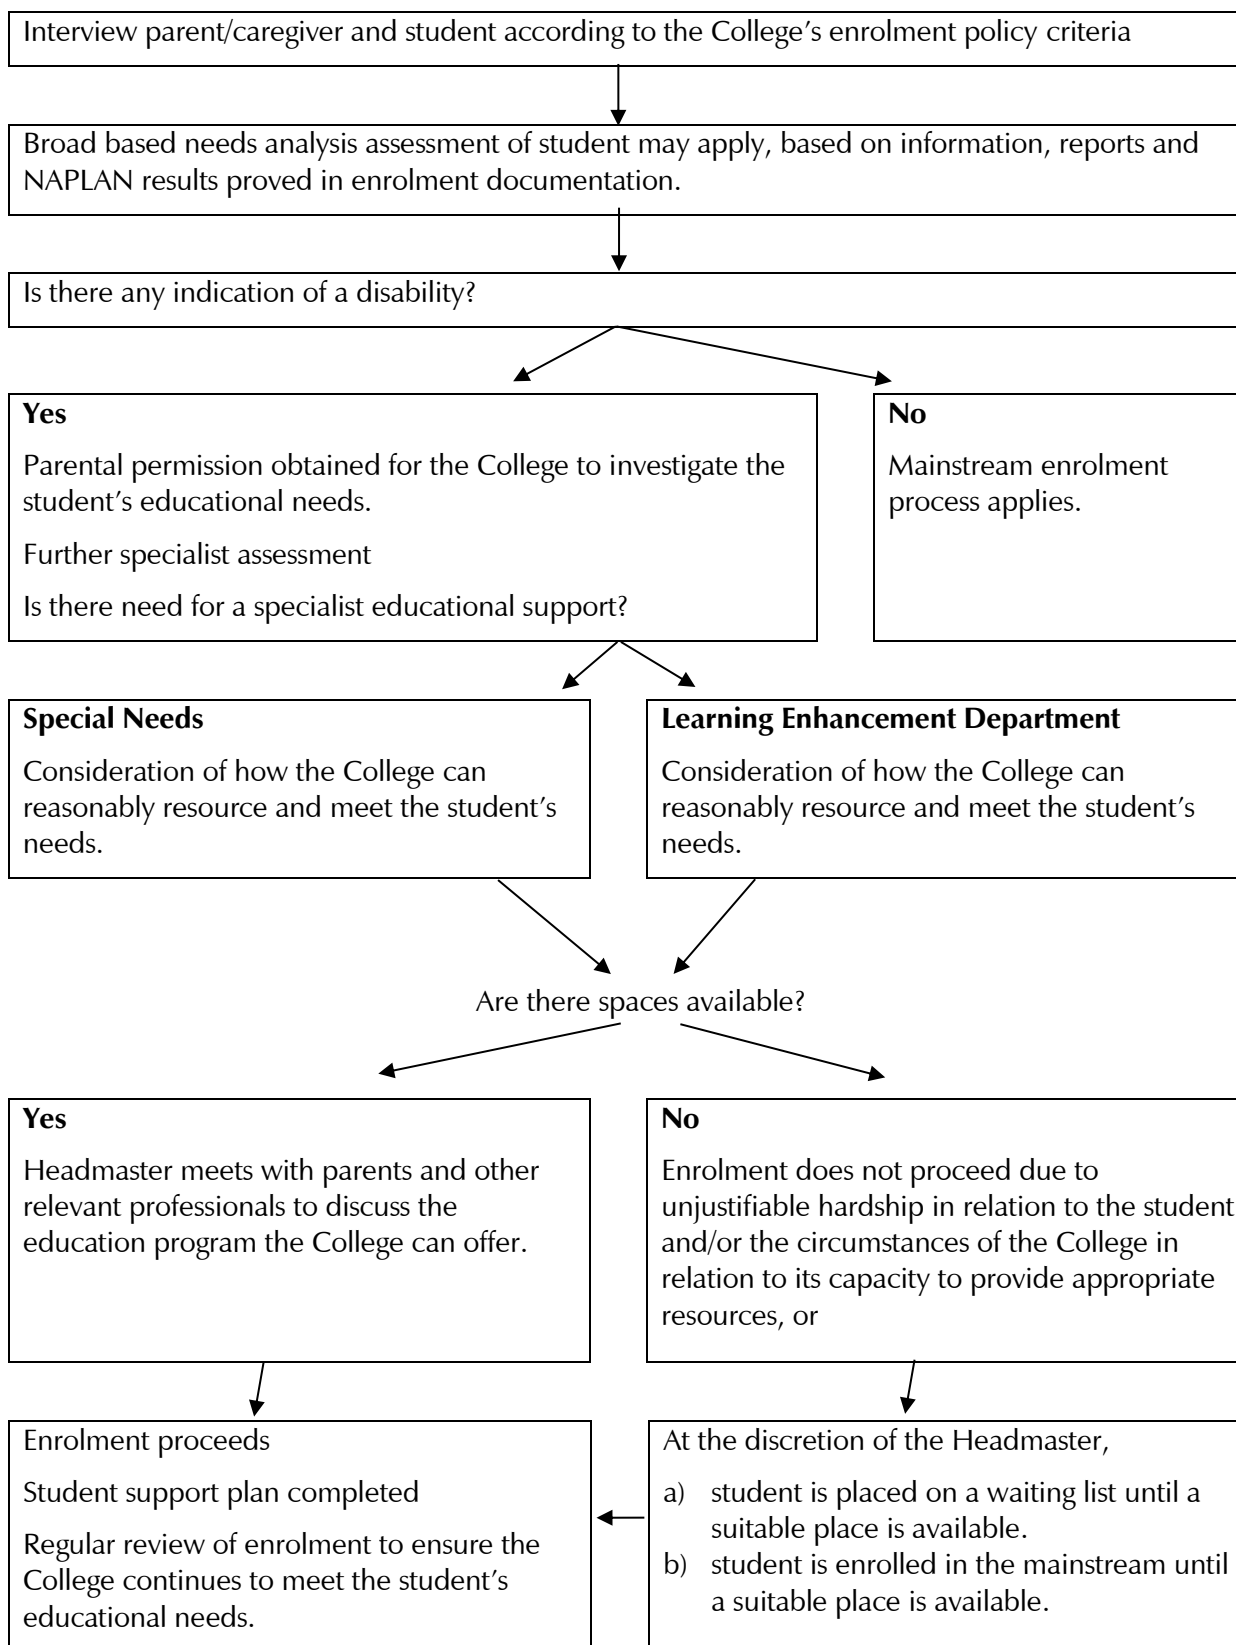 Interview parent/caregiver and student according to the College’s enrolment policy criteria
Broad based needs analysis assessment of student may apply, based on information, reports and
NAPLAN results proved in enrolment documentation.
Is there any indication of a disability?
Yes
Parental permission obtained for the College to investigate the
student’s educational needs.
Further specialist assessment
Is there need for a specialist educational support?
No
Mainstream enrolment
process applies.
Special Needs
Consideration of how the College can
reasonably resource and meet the student’s
needs.
Learning Enhancement Department
Consideration of how the College can
reasonably resource and meet the student’s
needs.
Are there spaces available?
Yes
Headmaster meets with parents and other
relevant professionals to discuss the
education program the College can offer.
No
Enrolment does not proceed due to
unjustifiable hardship in relation to the student
and/or the circumstances of the College in
relation to its capacity to provide appropriate
resources, or
Enrolment proceeds
Student support plan completed
Regular review of enrolment to ensure the
College continues to meet the student’s
educational needs.
At the discretion of the Headmaster,
a) student is placed on a waiting list until a
suitable place is available.
b) student is enrolled in the mainstream until
a suitable place is available.